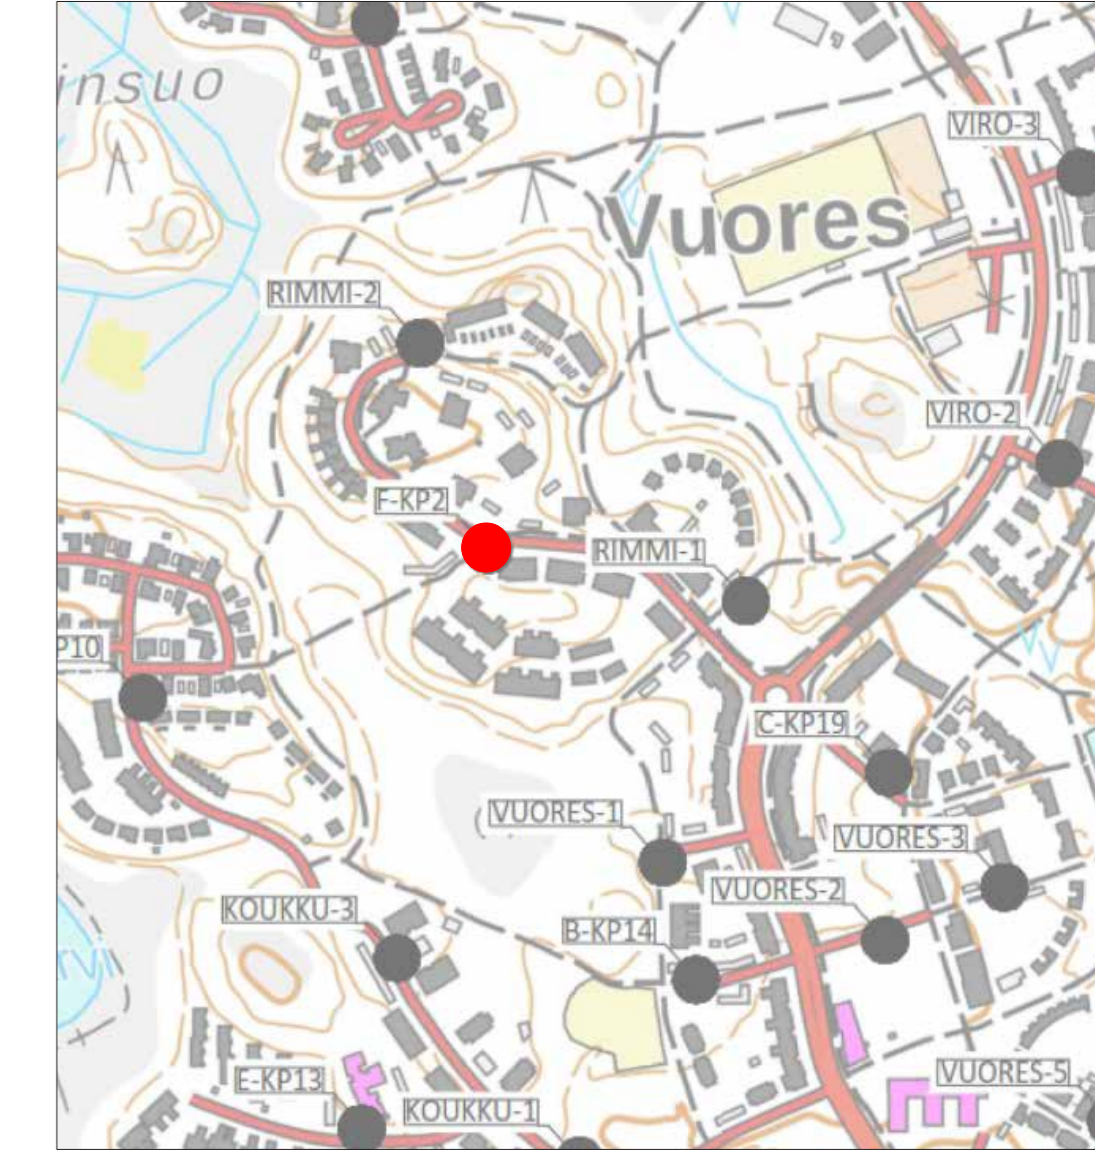 insuo
VIRO-3
Vuores
RIMMI-2
VIRO-2
F-KP2
RIMMI-1
P10
C-KP19
VUORES-1
VUORES-3
VUORES-2
KOUKKU-3
B-KP14
rvi
VUORES-5
E-KP13
KOUKKU-1